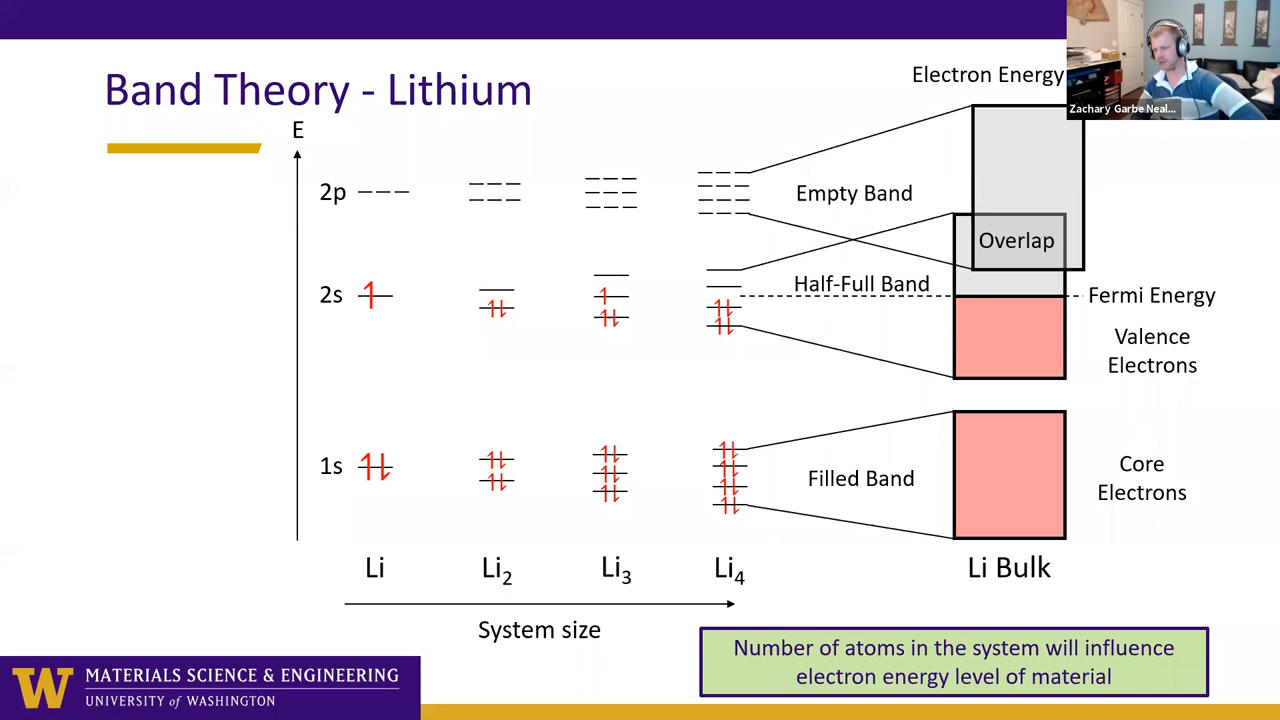 Band Theory - Lithium
Electron Energy
Zachary Garbe Neal...
E
2p
Empty Band
Overlap
2s
Half-Full Band
Fermi Energy
Valence
Electrons
1s
Filled Band
Core
Electrons
Li
Li2
Li3
Li4
Li Bulk
System size
Number of atoms in the system will influence
electron energy level of material
W
MATERIALS SCIENCE & ENGINEERING
UNIVERSITY of WASHINGTON